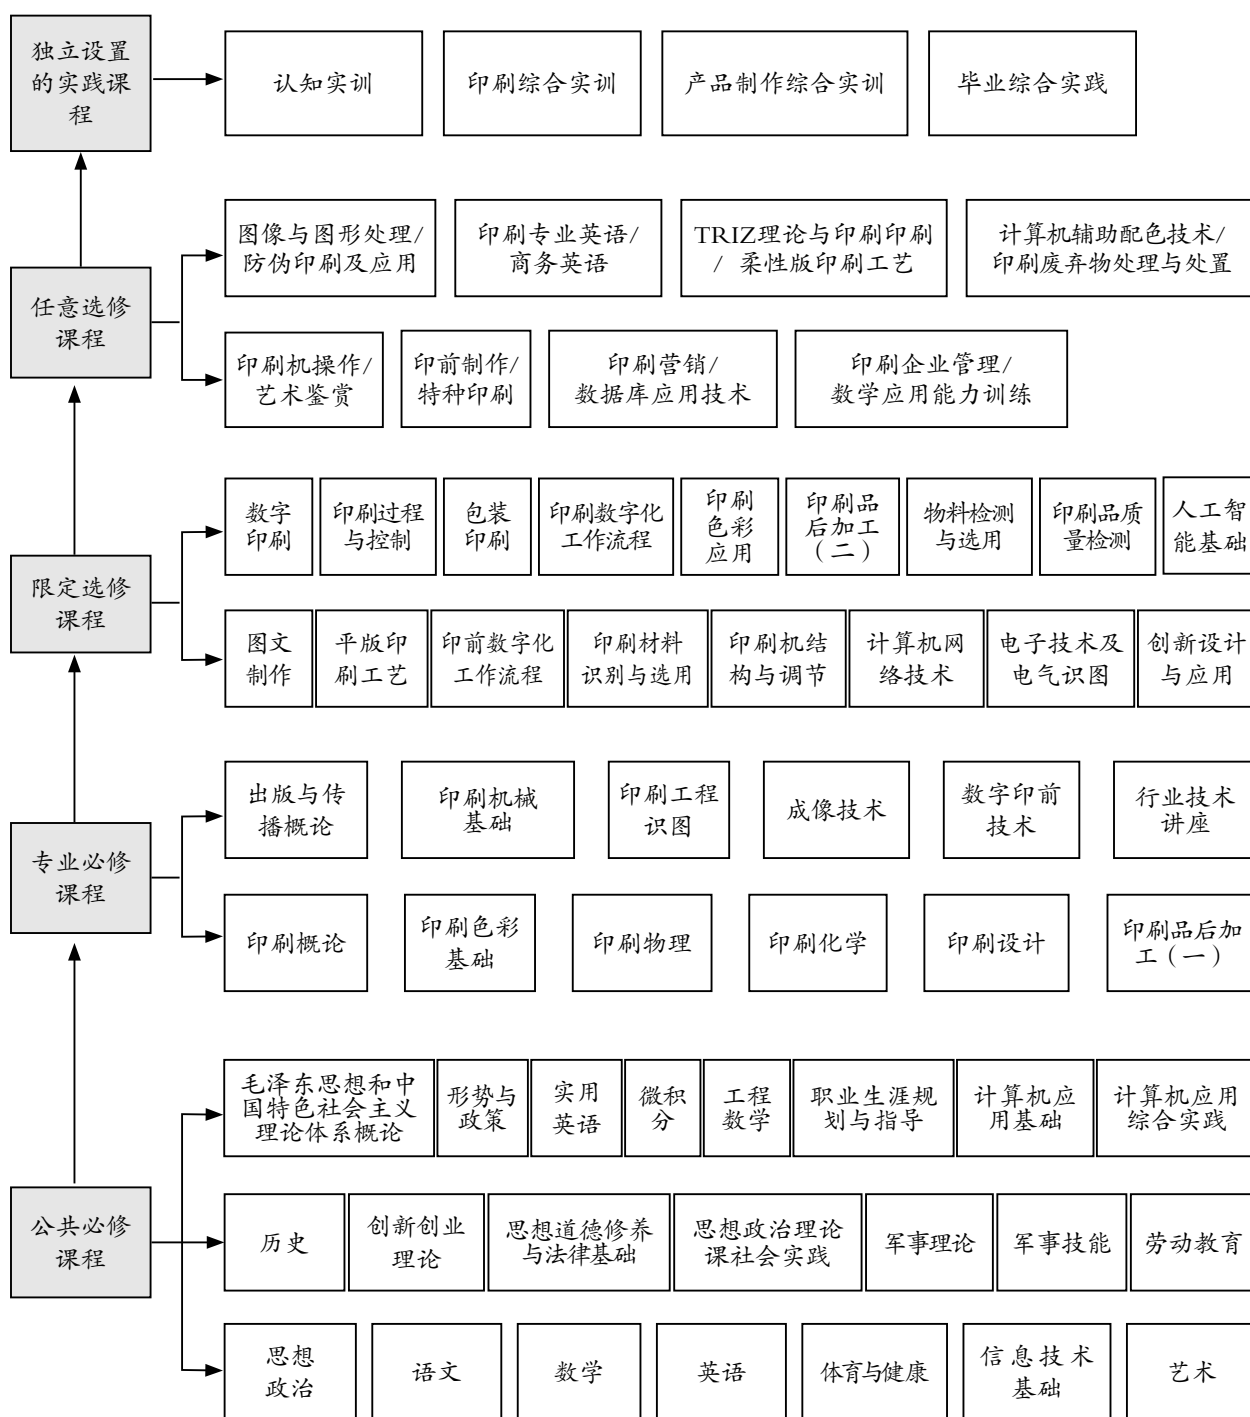 独立设置
的实践课
程
认知实训
印刷综合实训
产品制作综合实训
毕业综合实践
任意选修
课程
图像与图形处理/
防伪印刷及应用
印刷专业英语/
商务英语
TRIZ理论与印刷印刷
/ 柔性版印刷工艺
计算机辅助配色技术/
印刷废弃物处理与处置
印刷机操作/
艺术鉴赏
印前制作/
特种印刷
印刷营销/
数据库应用技术
印刷企业管理/
数学应用能力训练
限定选修
课程
数字
印刷
印刷过程
与控制
包装
印刷
印刷数字化
工作流程
印刷
色彩
应用
印刷品
后加工
（二）
物料检测
与选用
印刷品质
量检测
人工智
能基础
图文
制作
平版印
刷工艺
印前数字化
工作流程
印刷材料
识别与选用
印刷机结
构与调节
计算机网
络技术
电子技术及
电气识图
创新设计
与应用
专业必修
课程
出版与传
播概论
印刷机械
基础
印刷工程
识图
成像技术
数字印前
技术
行业技术
讲座
印刷概论
印刷色彩
基础
印刷物理
印刷化学
印刷设计
印刷品后加
工（一）
公共必修
课程
毛泽东思想和中
国特色社会主义
理论体系概论
形势与
政策
实用
英语
微积
分
工程
数学
职业生涯规
划与指导
计算机应
用基础
计算机应用
综合实践
历史
创新创业
理论
思想道德修养
与法律基础
思想政治理论
课社会实践
军事理论
军事技能
劳动教育
思想
政治
语文
数学
英语
体育与健康
信息技术
基础
艺术